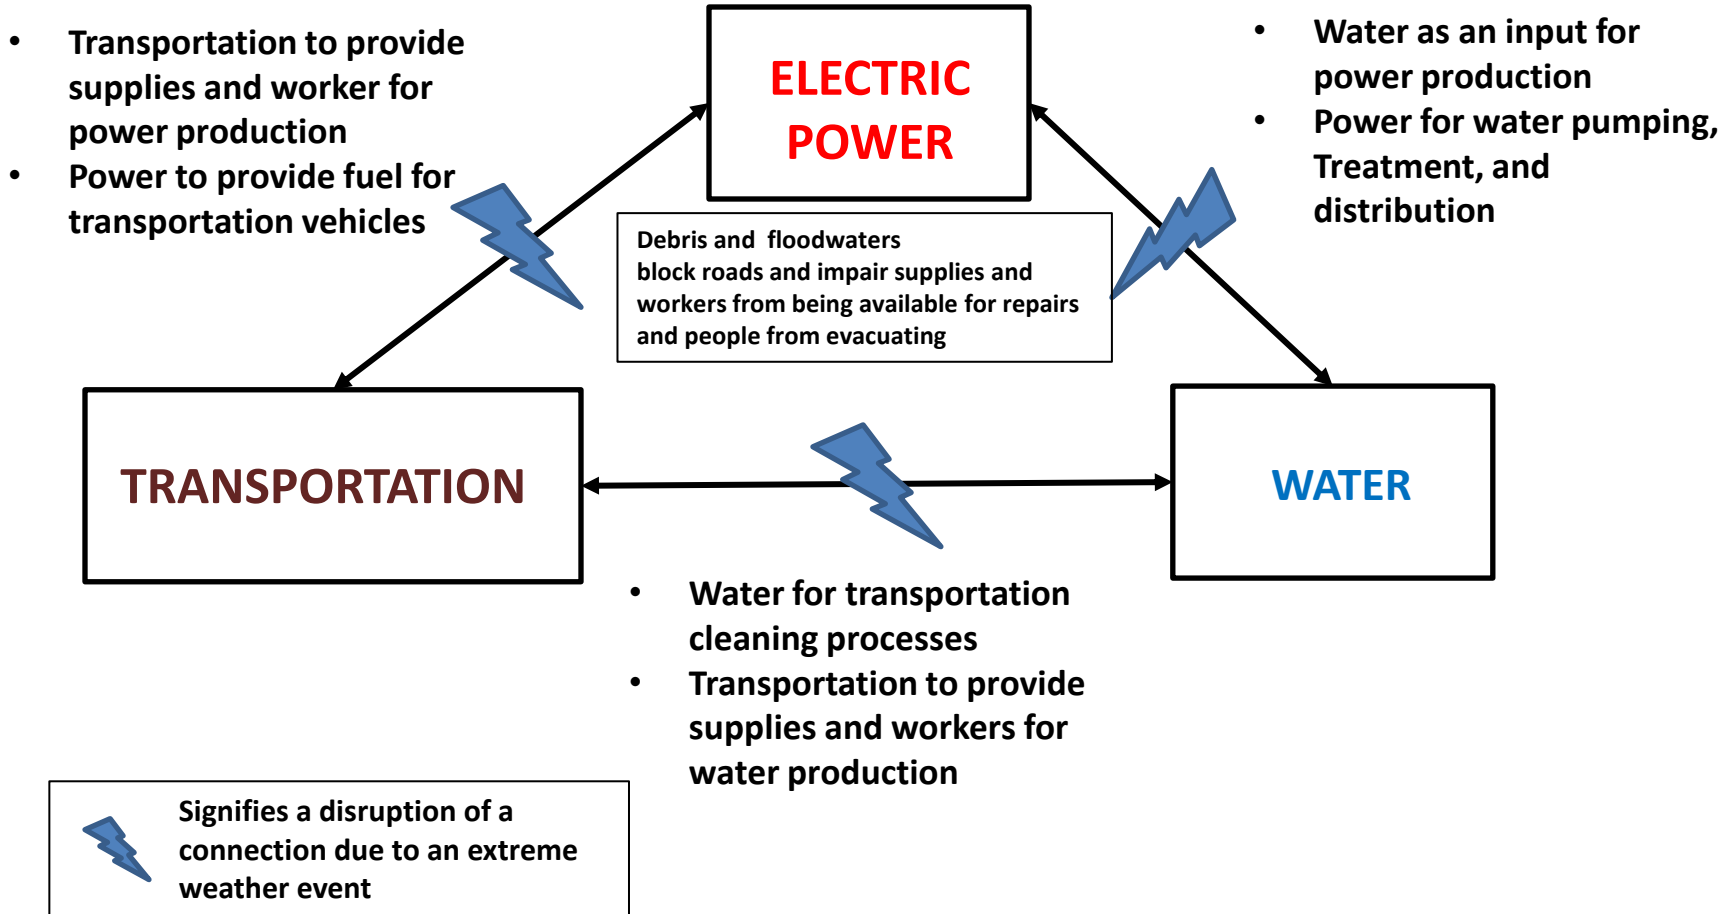 • Transportation to provide
supplies and worker for
power production
• Power to provide fuel for
transportation vehicles
ELECTRIC
POWER
• Water as an input for
power production
• Power for water pumping,
Treatment, and
distribution
Debris and floodwaters
block roads and impair supplies and
workers from being available for repairs
and people from evacuating
TRANSPORTATION
WATER
• Water for transportation
cleaning processes
• Transportation to provide
supplies and workers for
water production
Signifies a disruption of a
connection due to an extreme
weather event